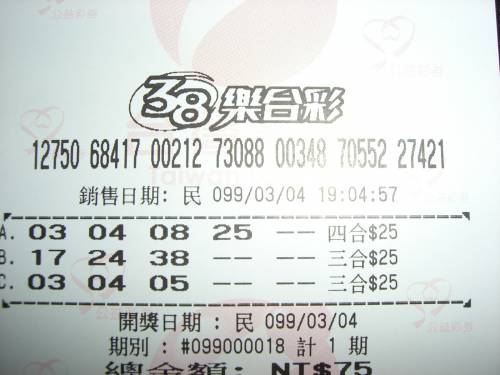 38樂合彩
12750 68417 00212 73088 00348 70552 27421
銷售日期: 民 099/03/04 19:04:57
A. 03 04 08 25 -- 四合$25
B. 17 24 38 -- -- 三合$25
C. 03 04 05 -- -- 三合$25
開獎日期 : 民 099/03/04
期別 : #099000018 計 1 期
總金額: NT$75